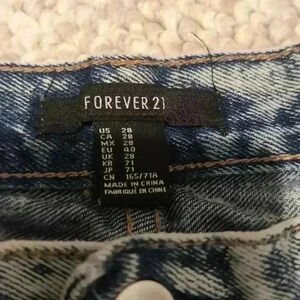 FOREVER 21
US 28
CA 28
MX 28
EU 40
UK 28
KR 71
JP 71
CN 165/71A
MADE IN CHINA
FABRIQUÉ EN CHINE